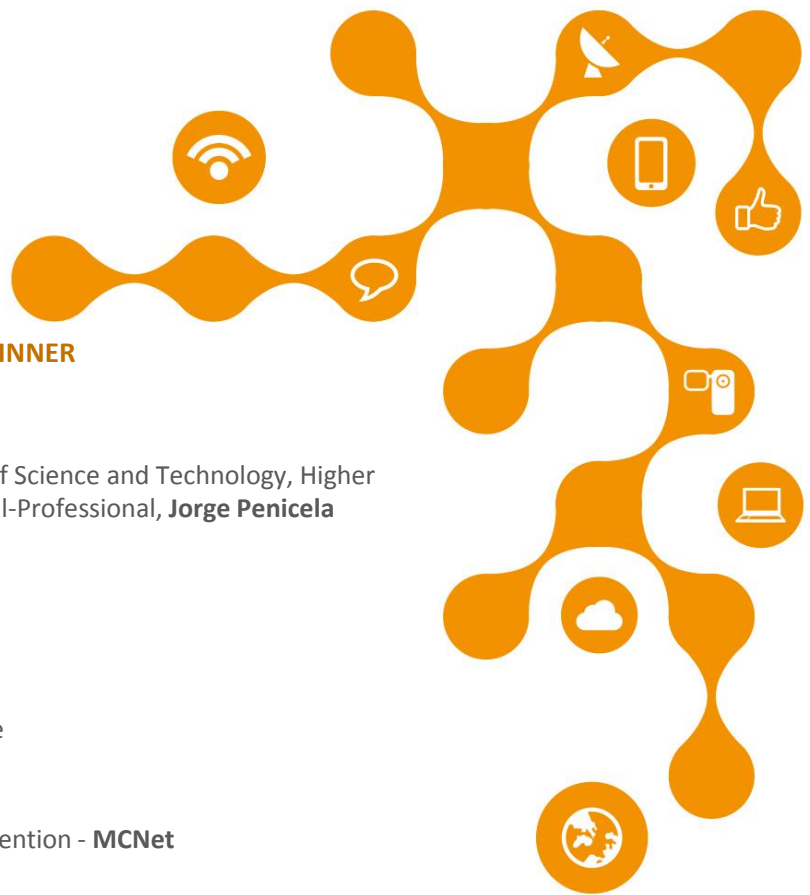 INNER
f Science and Technology, Higher
l-Professional, Jorge Penicela
e
ention - MCNet